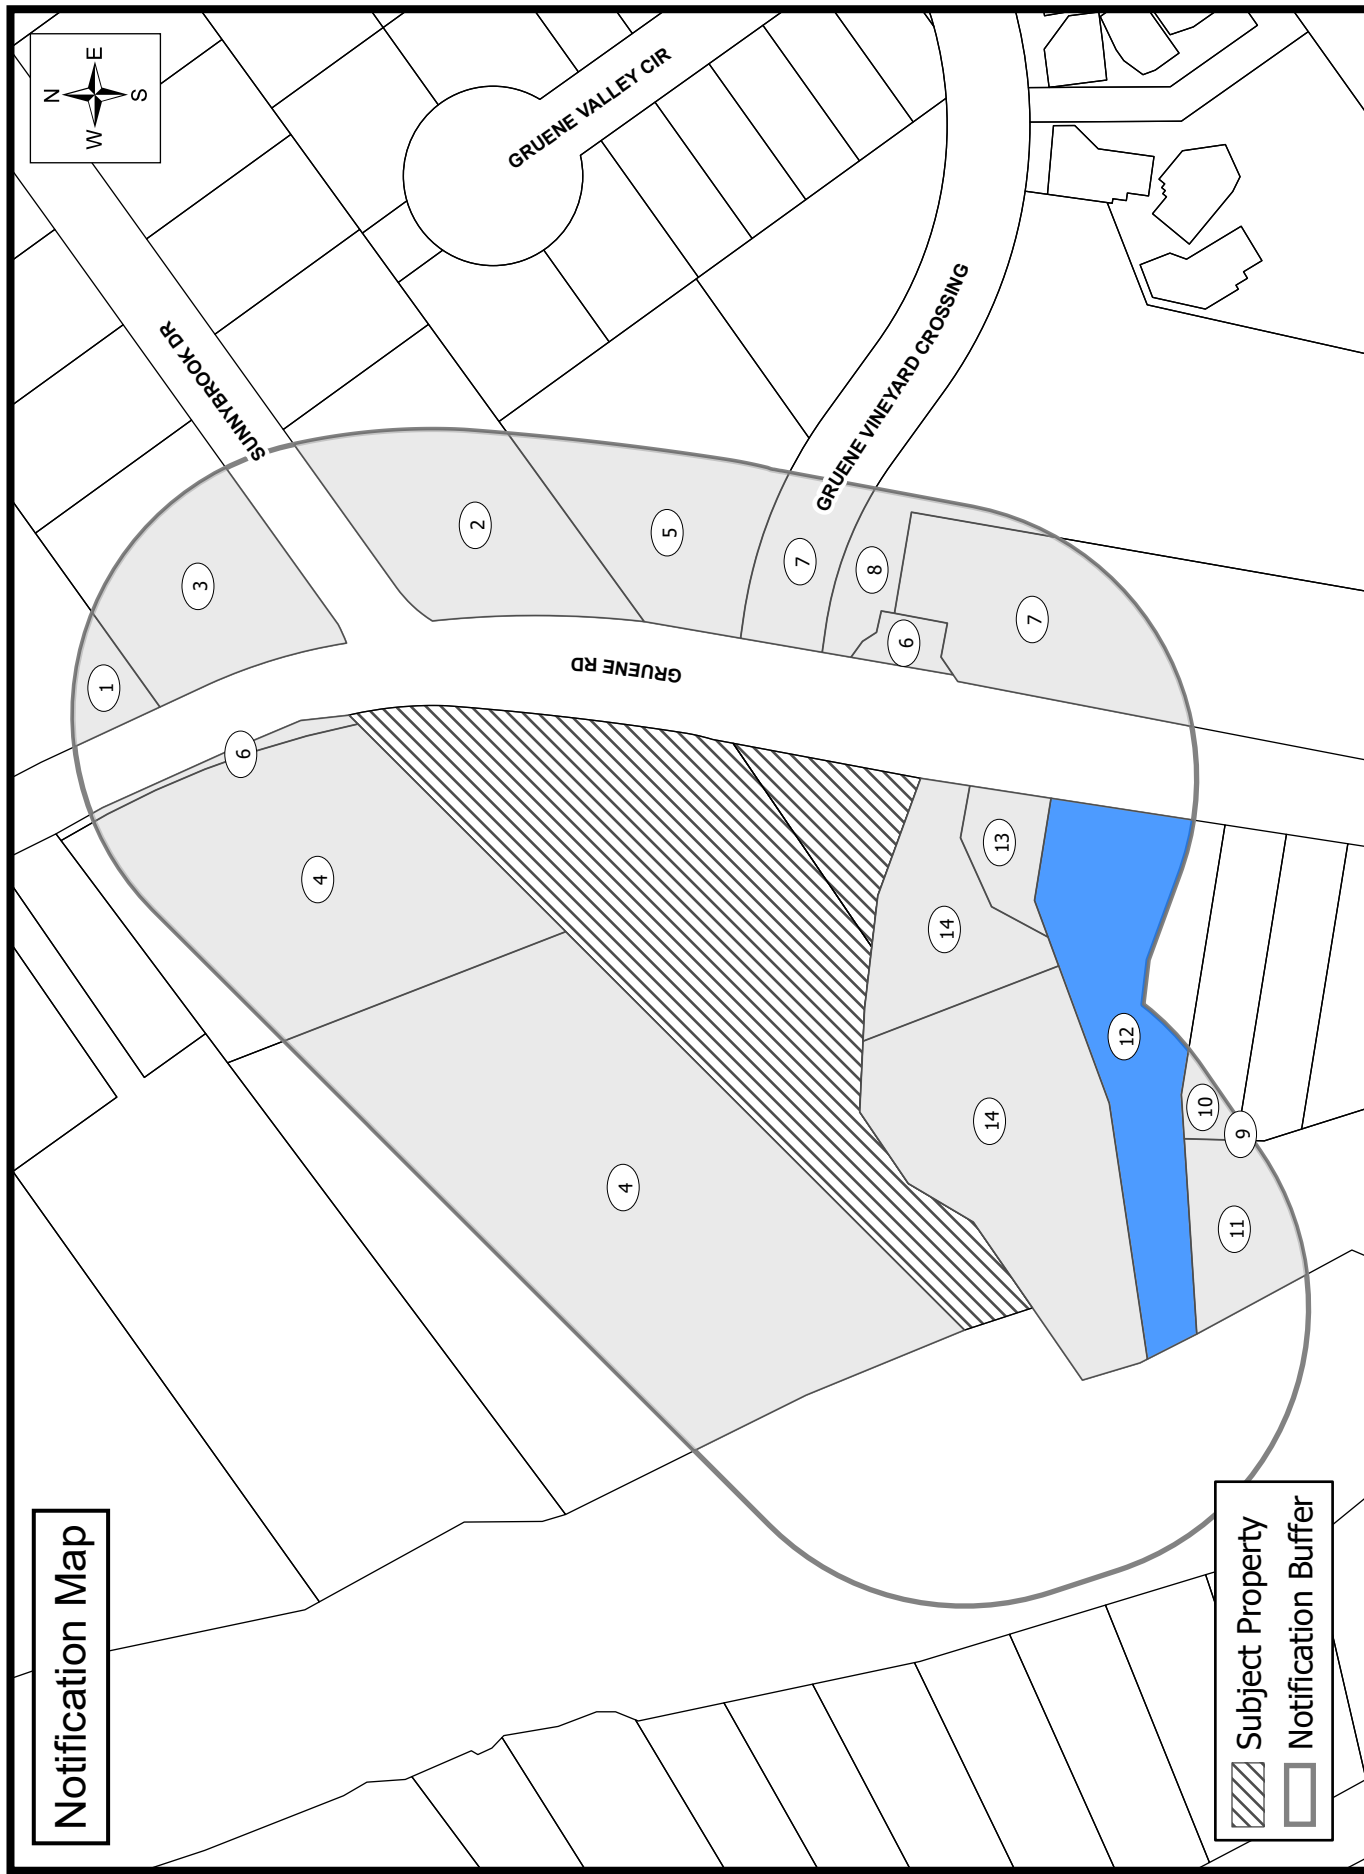 Notification Map
N
W
E
S
1
3
SUNNYBROOK DR
6
4
2
GRUENE VALLEY CIR
4
GRUENE RD
5
7
8
GRUENE VINEYARD CROSSING
6
14
14
13
7
12
10
11
9
Subject Property
Notification Buffer